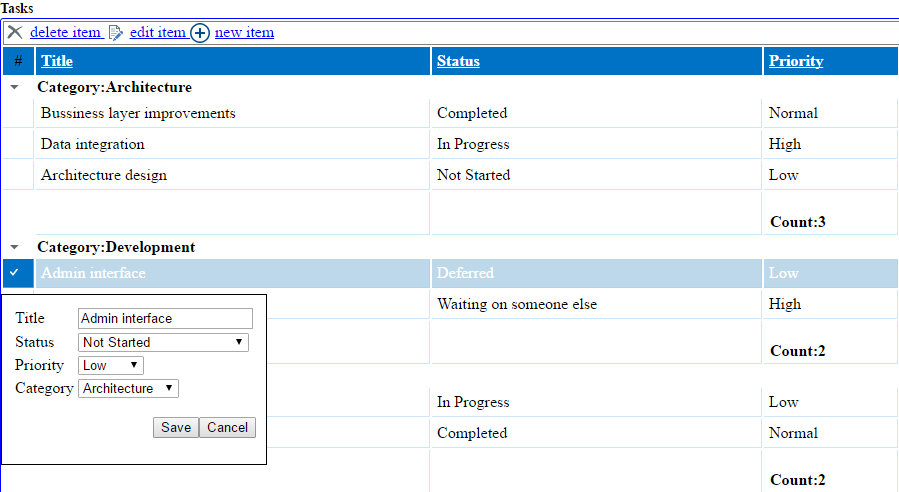 Tasks
delete item edit item new item
# Title Status Priority
Category:Architecture
Bussiness layer improvements Completed Normal
Data integration In Progress High
Architecture design Not Started Low
Count:3
Category:Development
Admin interface Deferred Low
Waiting on someone else High
Count:2
In Progress Low
Completed Normal
Count:2
Title Admin interface
Status Not Started
Priority Low
Category Architecture
Save Cancel